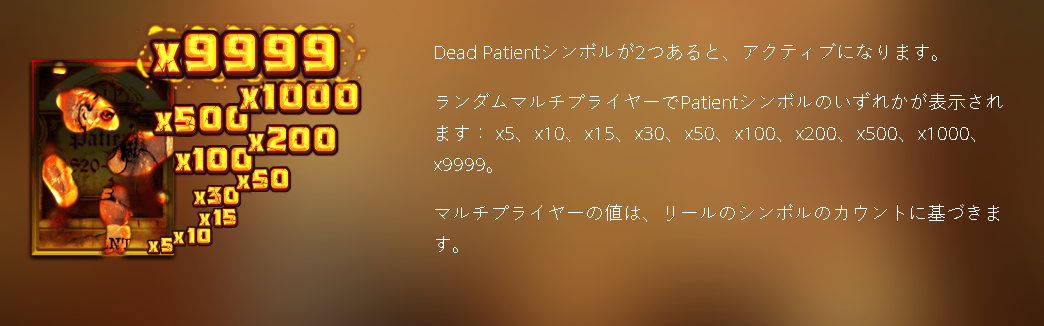 x9999
x1000
x500
x200
x100
x50
x30
x15
x10
x5
Dead Patientシンボルが2つあると、アクティブになります。
ランダムマルチプライヤーでPatientシンボルのいずれかが表示され
ます： x5、x10、x15、x30、x50、x100、x200、x500、x1000、
x9999。
マルチプライヤーの値は、リールのシンボルのカウントに基づきま
す。